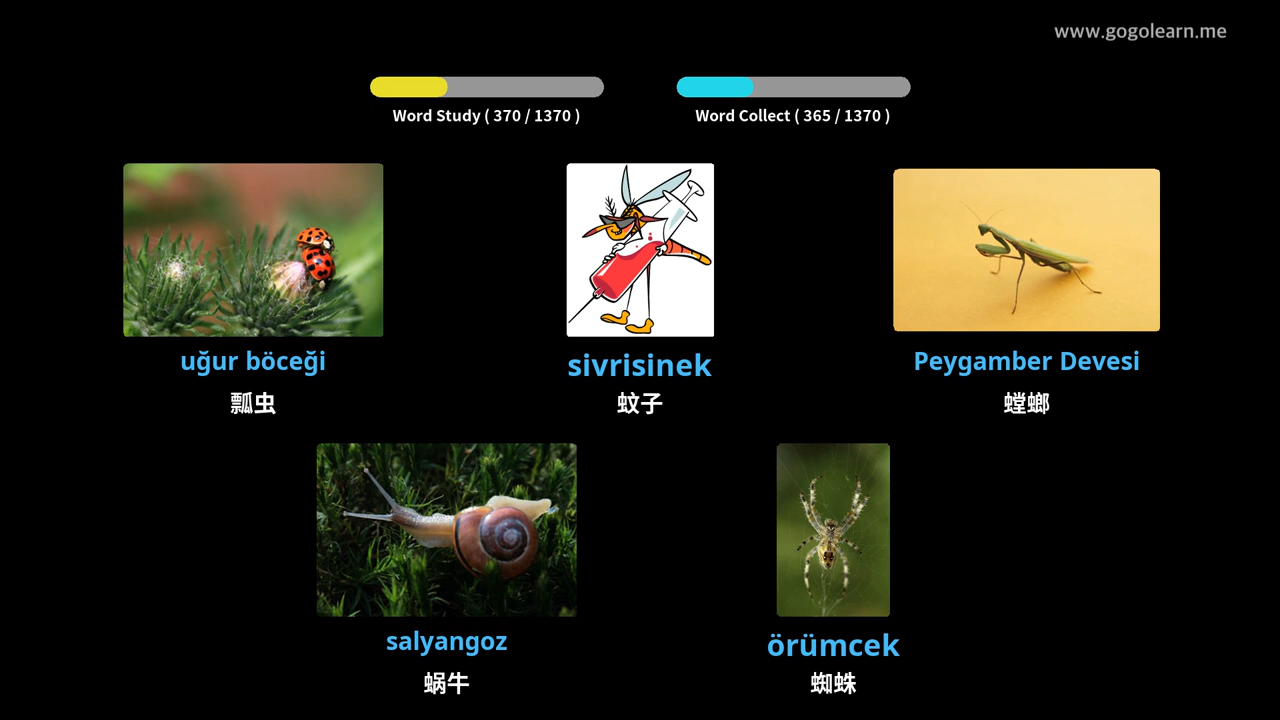 www.gogolearn.me
Word Study ( 370 / 1370 )
Word Collect ( 365 / 1370 )
uğur böceği
瓢虫
sivrisinek
蚊子
Peygamber Devesi
螳螂
salyangoz
蜗牛
örümcek
蜘蛛